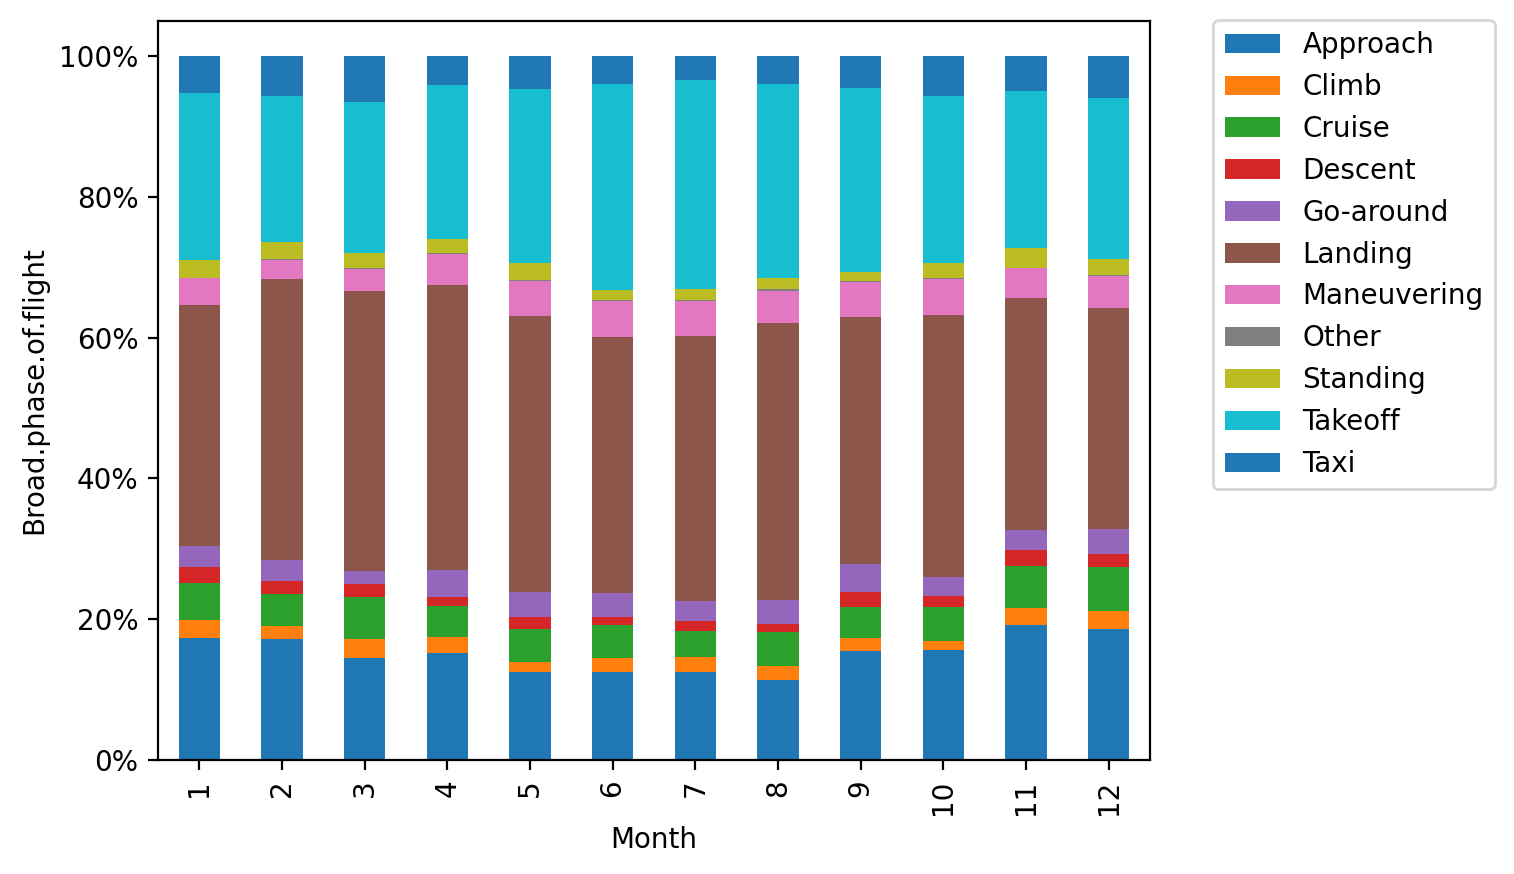 100%
80%
60%
40%
20%
0%
Broad.phase.of.flight
1
2
3
4
5
6
7
8
9
10
11
12
Month
Approach
Climb
Cruise
Descent
Go-around
Landing
Maneuvering
Other
Standing
Takeoff
Taxi